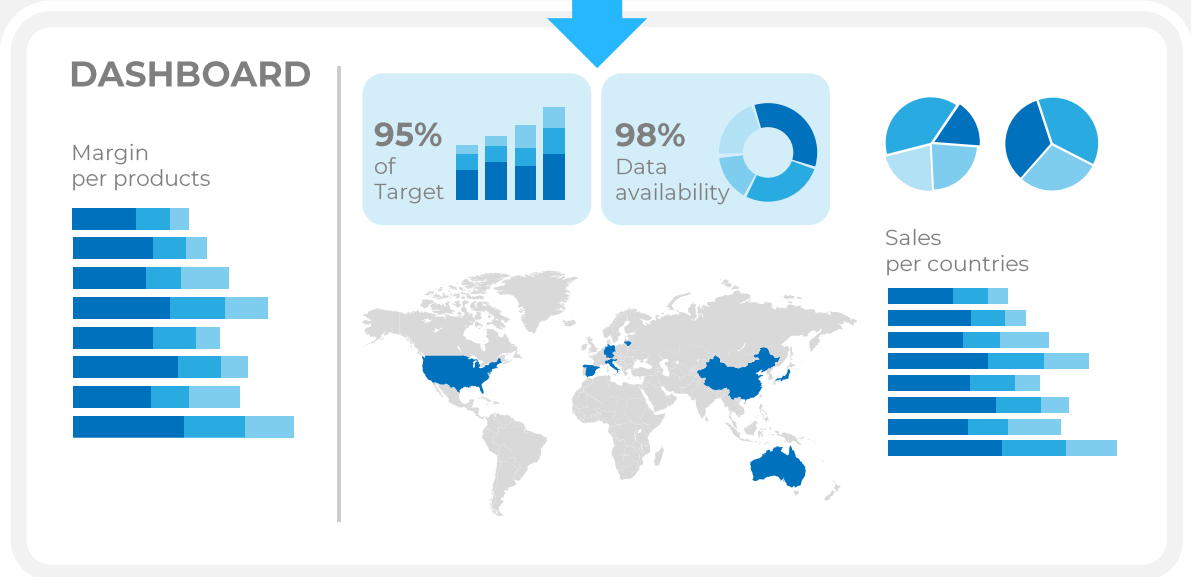 DASHBOARD
Margin
per products
95%
of
Target
98%
Data
availability
Sales
per countries